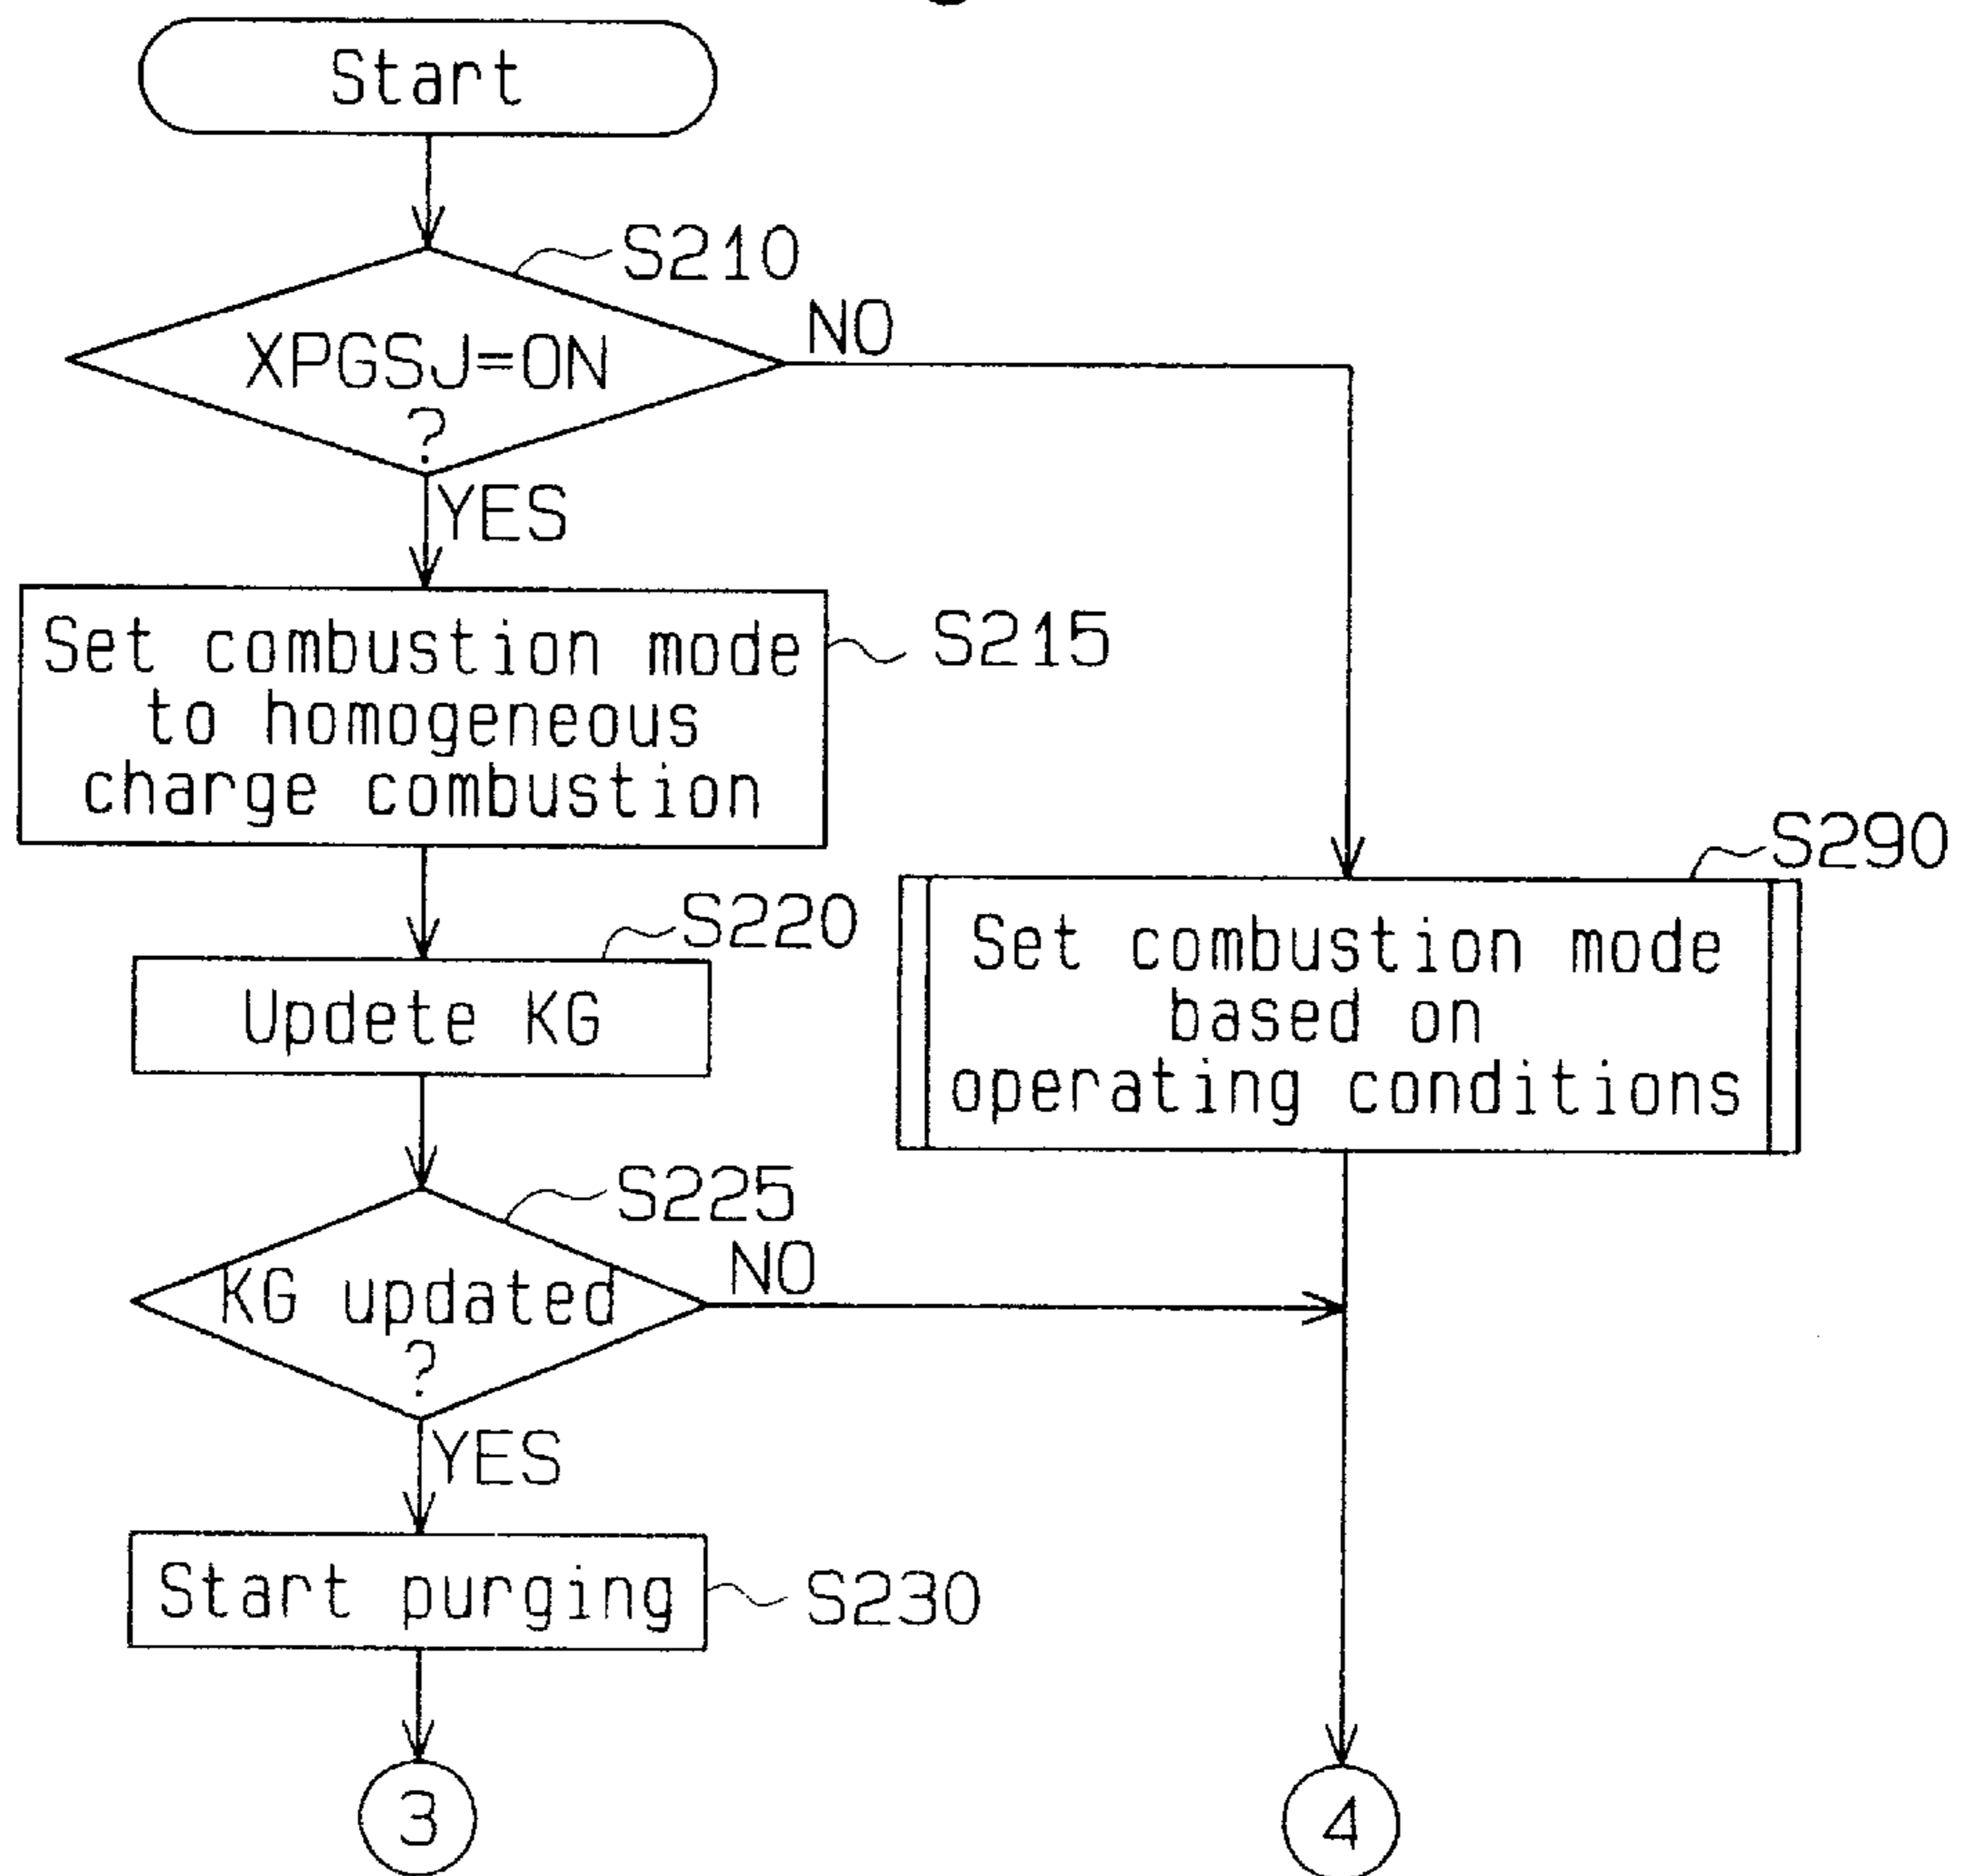 Start
S210
XPGSJ=ON
?
NO
YES
Set combustion mode
to homogeneous
charge combustion
S215
S290
Set combustion mode
based on
operating conditions
S220
Updete KG
S225
KG updated
?
NO
YES
Start purging
S230
3
4